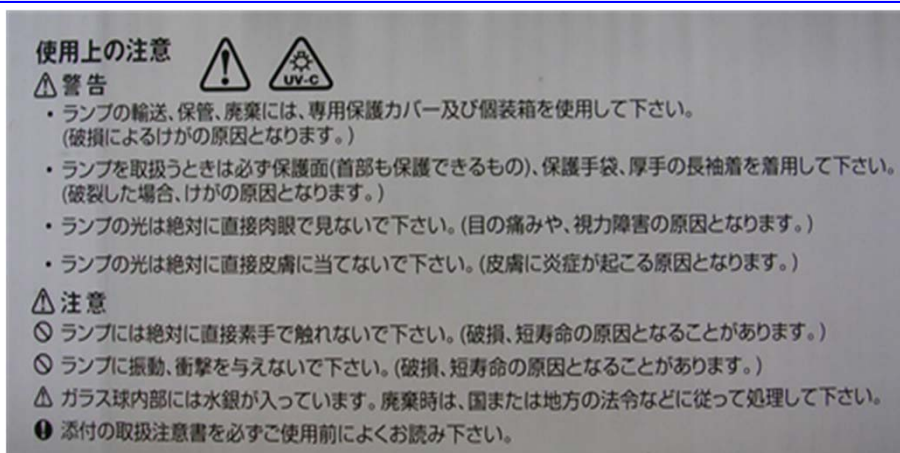 使用上の注意
UV-C
警告
・ランプの輸送、保管、廃棄には、専用保護カバー及び個装箱を使用して下さい。
(破損によるけがの原因となります。)
・ランプを取扱うときは必ず保護面(首部も保護できるもの)、保護手袋、厚手の長袖着を着用して下さい。
(破裂した場合、けがの原因となります。)
・ランプの光は絶対に直接肉眼で見ないで下さい。(目の痛みや、視力障害の原因となります。)
・ランプの光は絶対に直接皮膚に当てないで下さい。(皮膚に炎症が起こる原因となります。)
注意
ランプには絶対に直接素手で触れないで下さい。(破損、短寿命の原因となることがあります。)
ランプに振動、衝撃を与えないで下さい。(破損、短寿命の原因となることがあります。)
ガラス球内部には水銀が入っています。廃棄時は、国または地方の法令などに従って処理して下さい。
添付の取扱注意書を必ずご使用前によくお読み下さい。